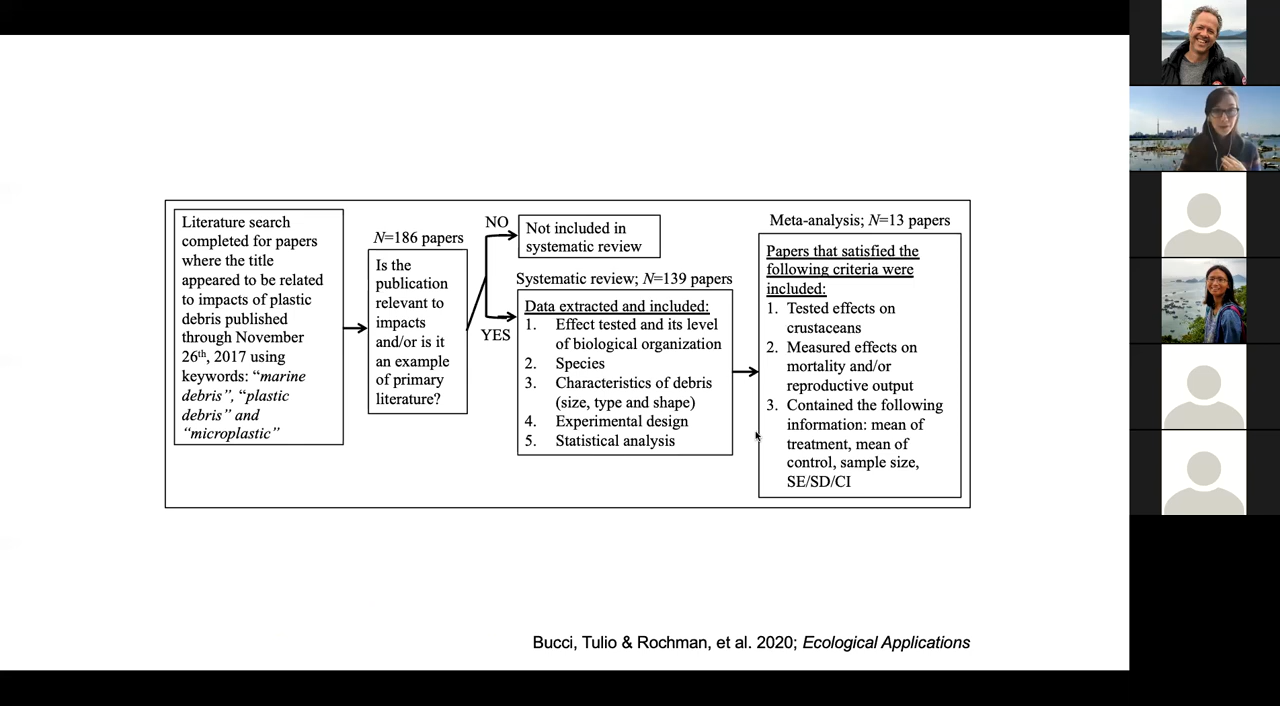 Literature search
completed for papers
where the title
appeared to be related
to impacts of plastic
debris published
through November
26th, 2017 using
keywords: “marine
debris”, “plastic
debris” and
“microplastic”
N=186 papers
Is the
publication
relevant to
impacts
and/or is it
an example
of primary
literature?
NO
Not included in
systematic review
YES
Systematic review; N=139 papers
Data extracted and included:
1. Effect tested and its level
of biological organization
2. Species
3. Characteristics of debris
(size, type and shape)
4. Experimental design
5. Statistical analysis
Meta-analysis; N=13 papers
Papers that satisfied the
following criteria were
included:
1. Tested effects on
crustaceans
2. Measured effects on
mortality and/or
reproductive output
3. Contained the following
information: mean of
treatment, mean of
control, sample size,
SE/SD/CI
Bucci, Tulio & Rochman, et al. 2020; Ecological Applications